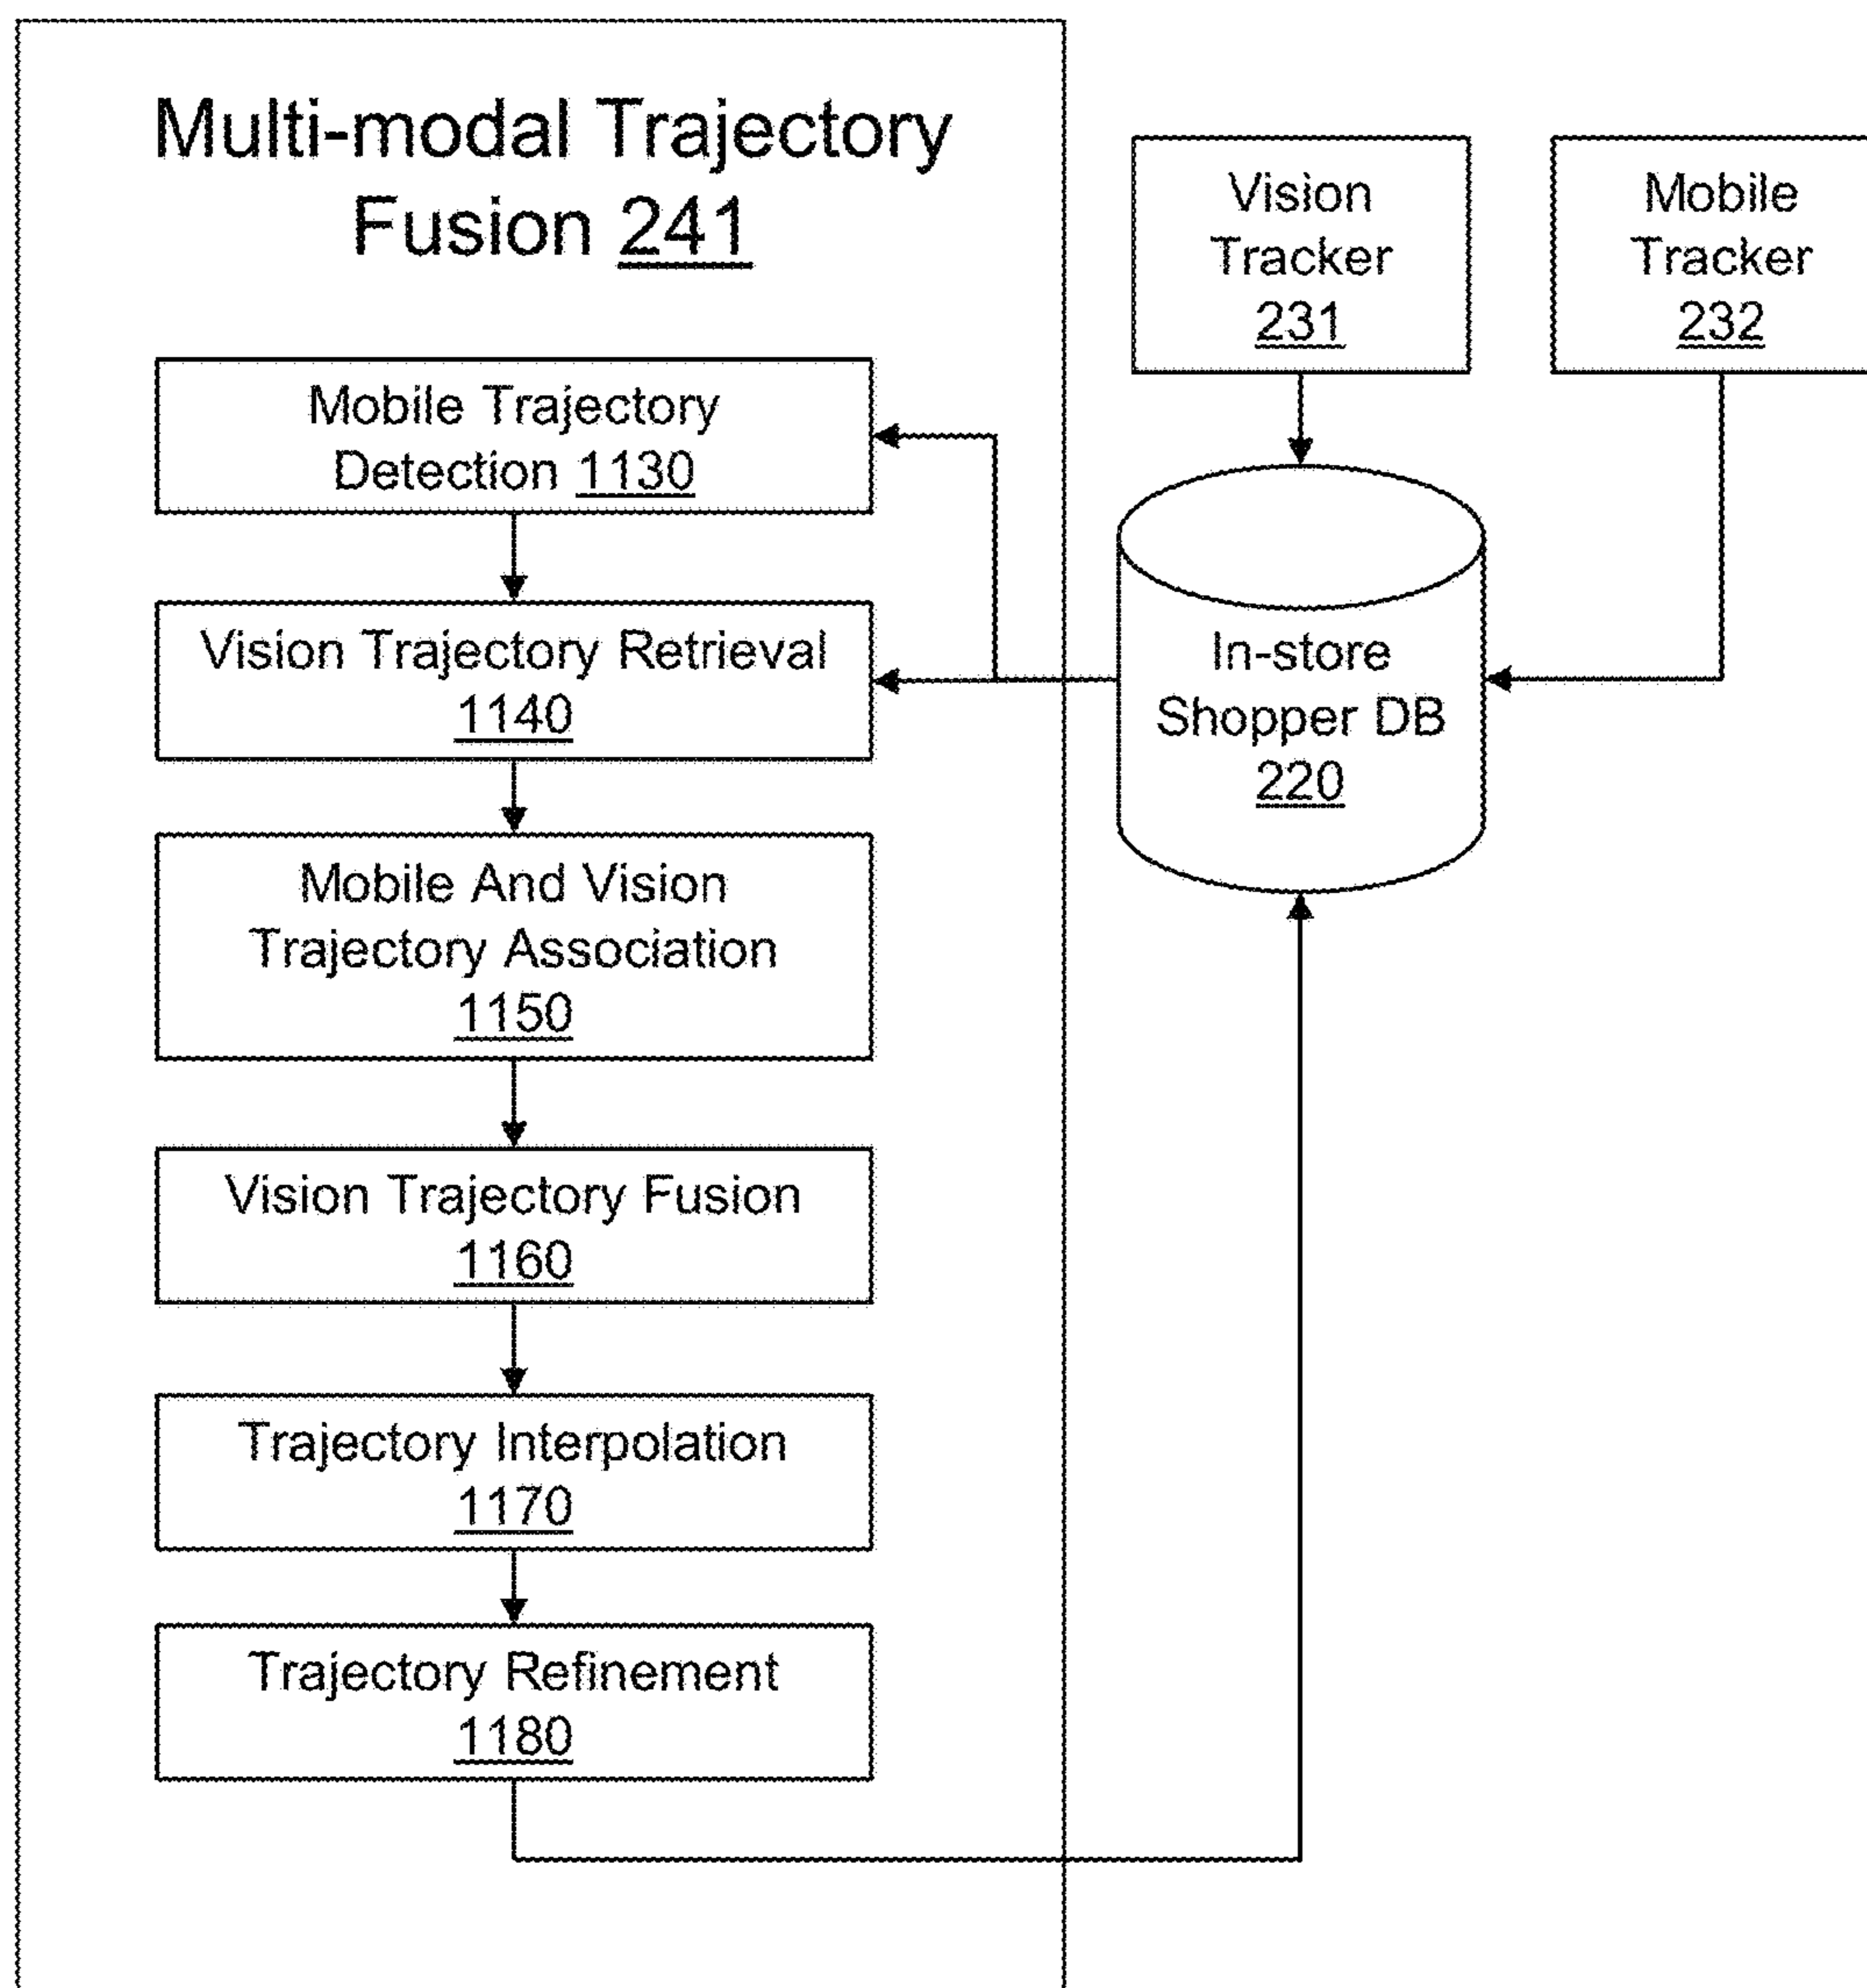 Multi-modal Trajectory
Fusion 241
Vision
Tracker
231
Mobile
Tracker
232
Mobile Trajectory
Detection 1130
Vision Trajectory Retrieval
1140
In-store
Shopper DB
220
Mobile And Vision
Trajectory Association
1150
Vision Trajectory Fusion
1160
Trajectory Interpolation
1170
Trajectory Refinement
1180